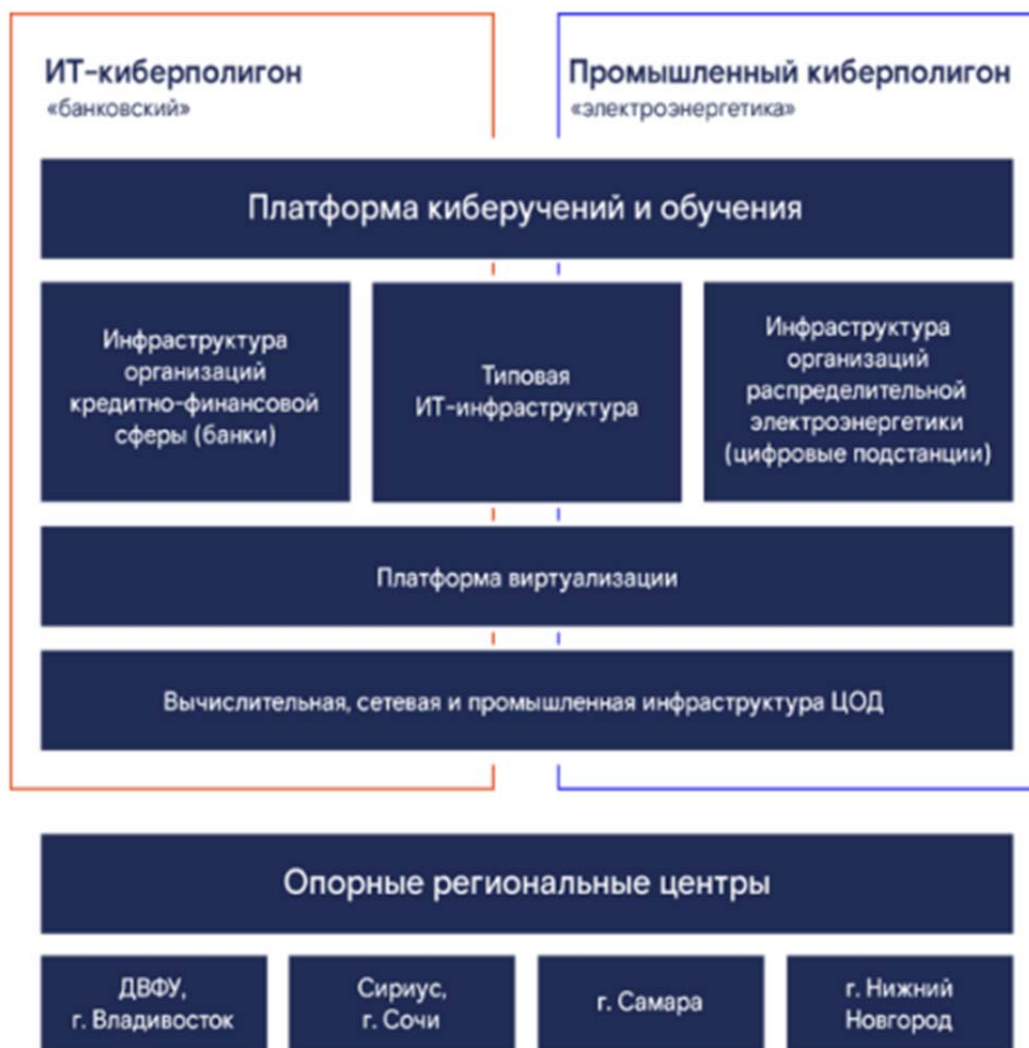 ИТ-киберполигон
«банковский»
Промышленный киберполигон
«электроэнергетика»
Платформа киберучений и обучения
Инфраструктура
организаций
кредитно-финансовой
сферы (банки)
Типовая
ИТ-инфраструктура
Инфраструктура
организаций
распределительной
электроэнергетики
(цифровые подстанции)
Платформа виртуализации
Вычислительная, сетевая и промышленная инфраструктура ЦОД
Опорные региональные центры
ДВФУ,
г. Владивосток
Сириус,
г. Сочи
г. Самара
г. Нижний
Новгород